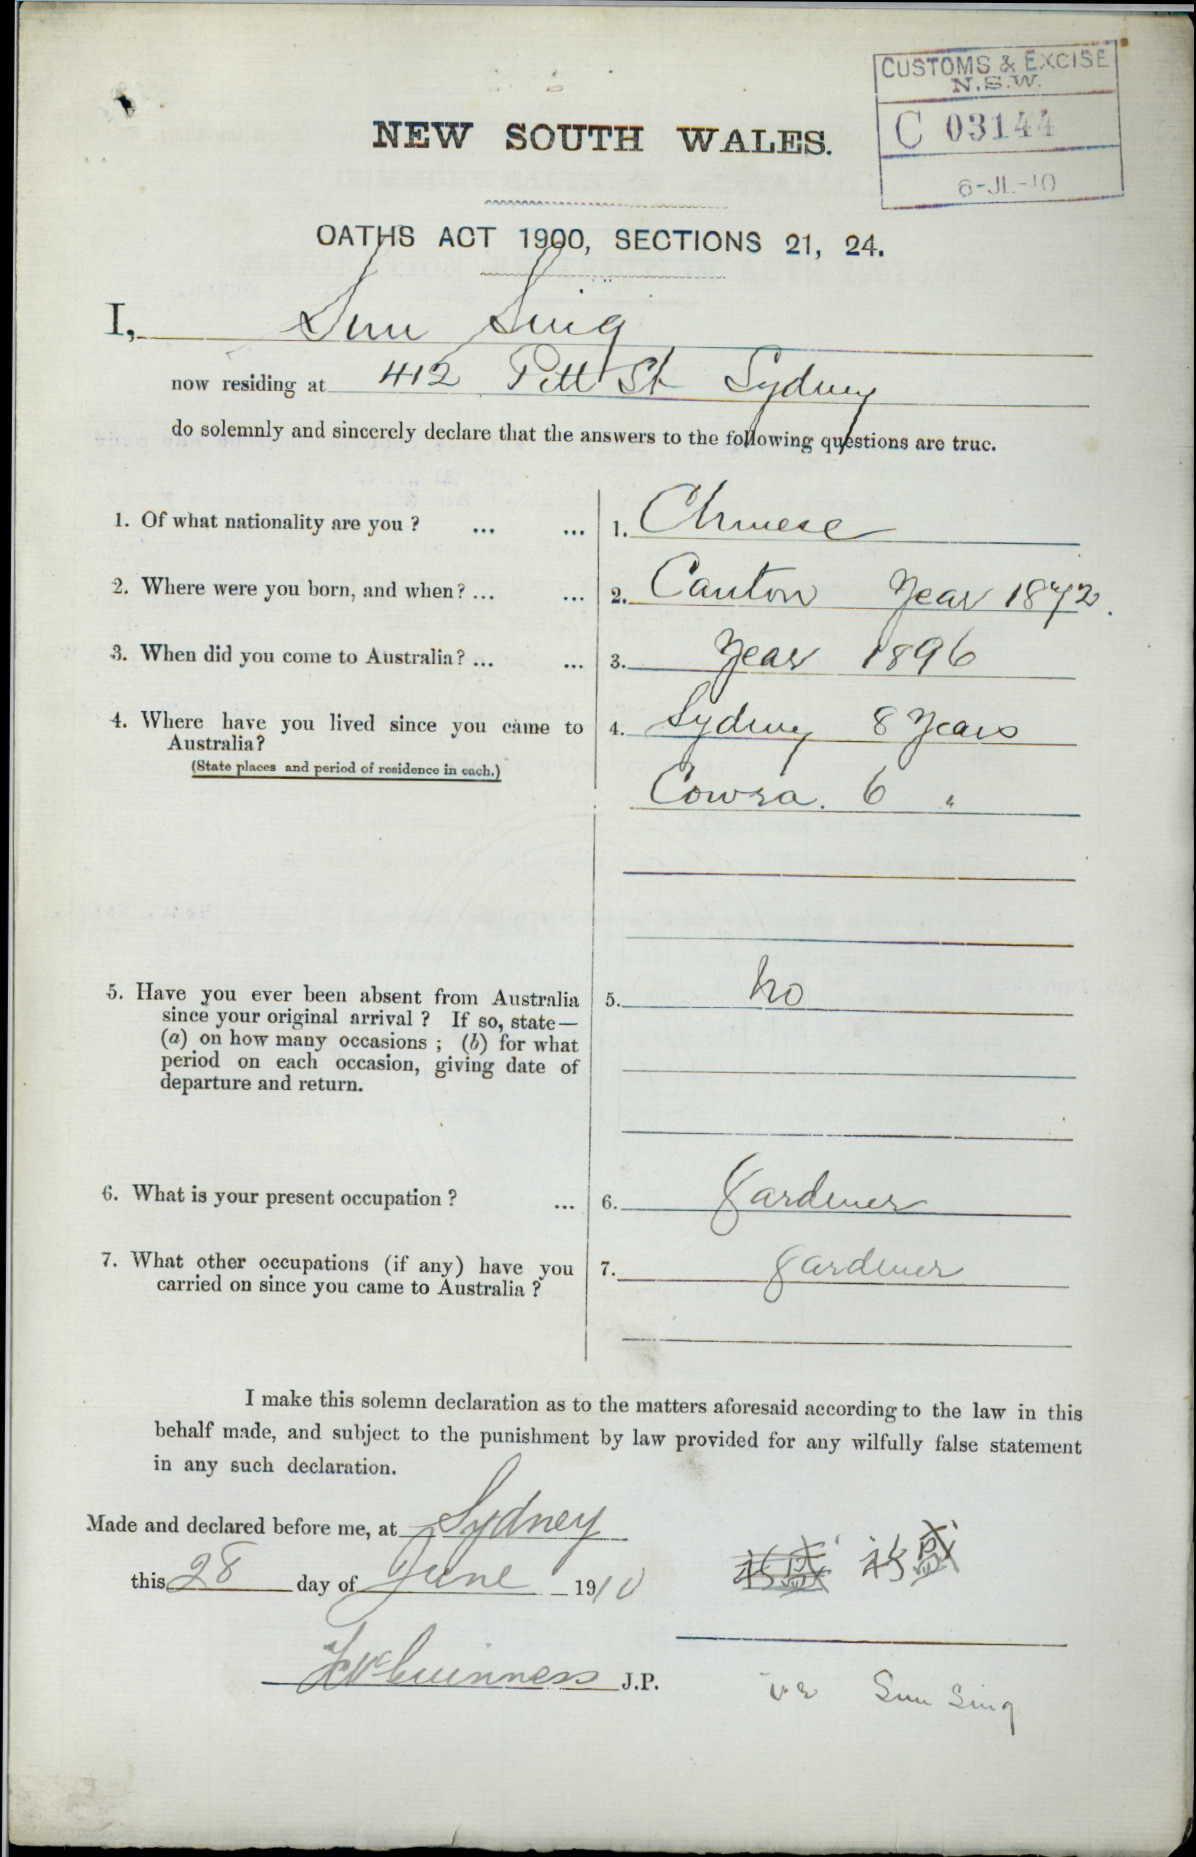 CUSTOMS & EXCISE
N.S.W.
C 03144
6-JL-10
NEW SOUTH WALES.
OATHS ACT 1900, SECTIONS 21, 24.
I, Sun Sing
now residing at 412 Pitt St Sydney
do solemnly and sincerely declare that the answers to the following questions are true.
1. Of what nationality are you ? ... ... 1. Chinese
2. Where were you born, and when ? ... ... 2. Canton Year 1872.
3. When did you come to Australia ? ... ... 3. Year 1896
4. Where have you lived since you came to 4. Sydney 8 Years
Australia?
(State places and period of residence in each.)
Cowra. 6 "
5. Have you ever been absent from Australia 5. No
since your original arrival ? If so, state—
(a) on how many occasions ; (b) for what
period on each occasion, giving date of
departure and return.
6. What is your present occupation ? ... 6. Gardener
7. What other occupations (if any) have you 7. Gardener
carried on since you came to Australia ?
I make this solemn declaration as to the matters aforesaid according to the law in this
behalf made, and subject to the punishment by law provided for any wilfully false statement
in any such declaration.
Made and declared before me, at Sydney
this 28 day of June 1910
盛 盛
McGuinness J.P.
Sun Sing